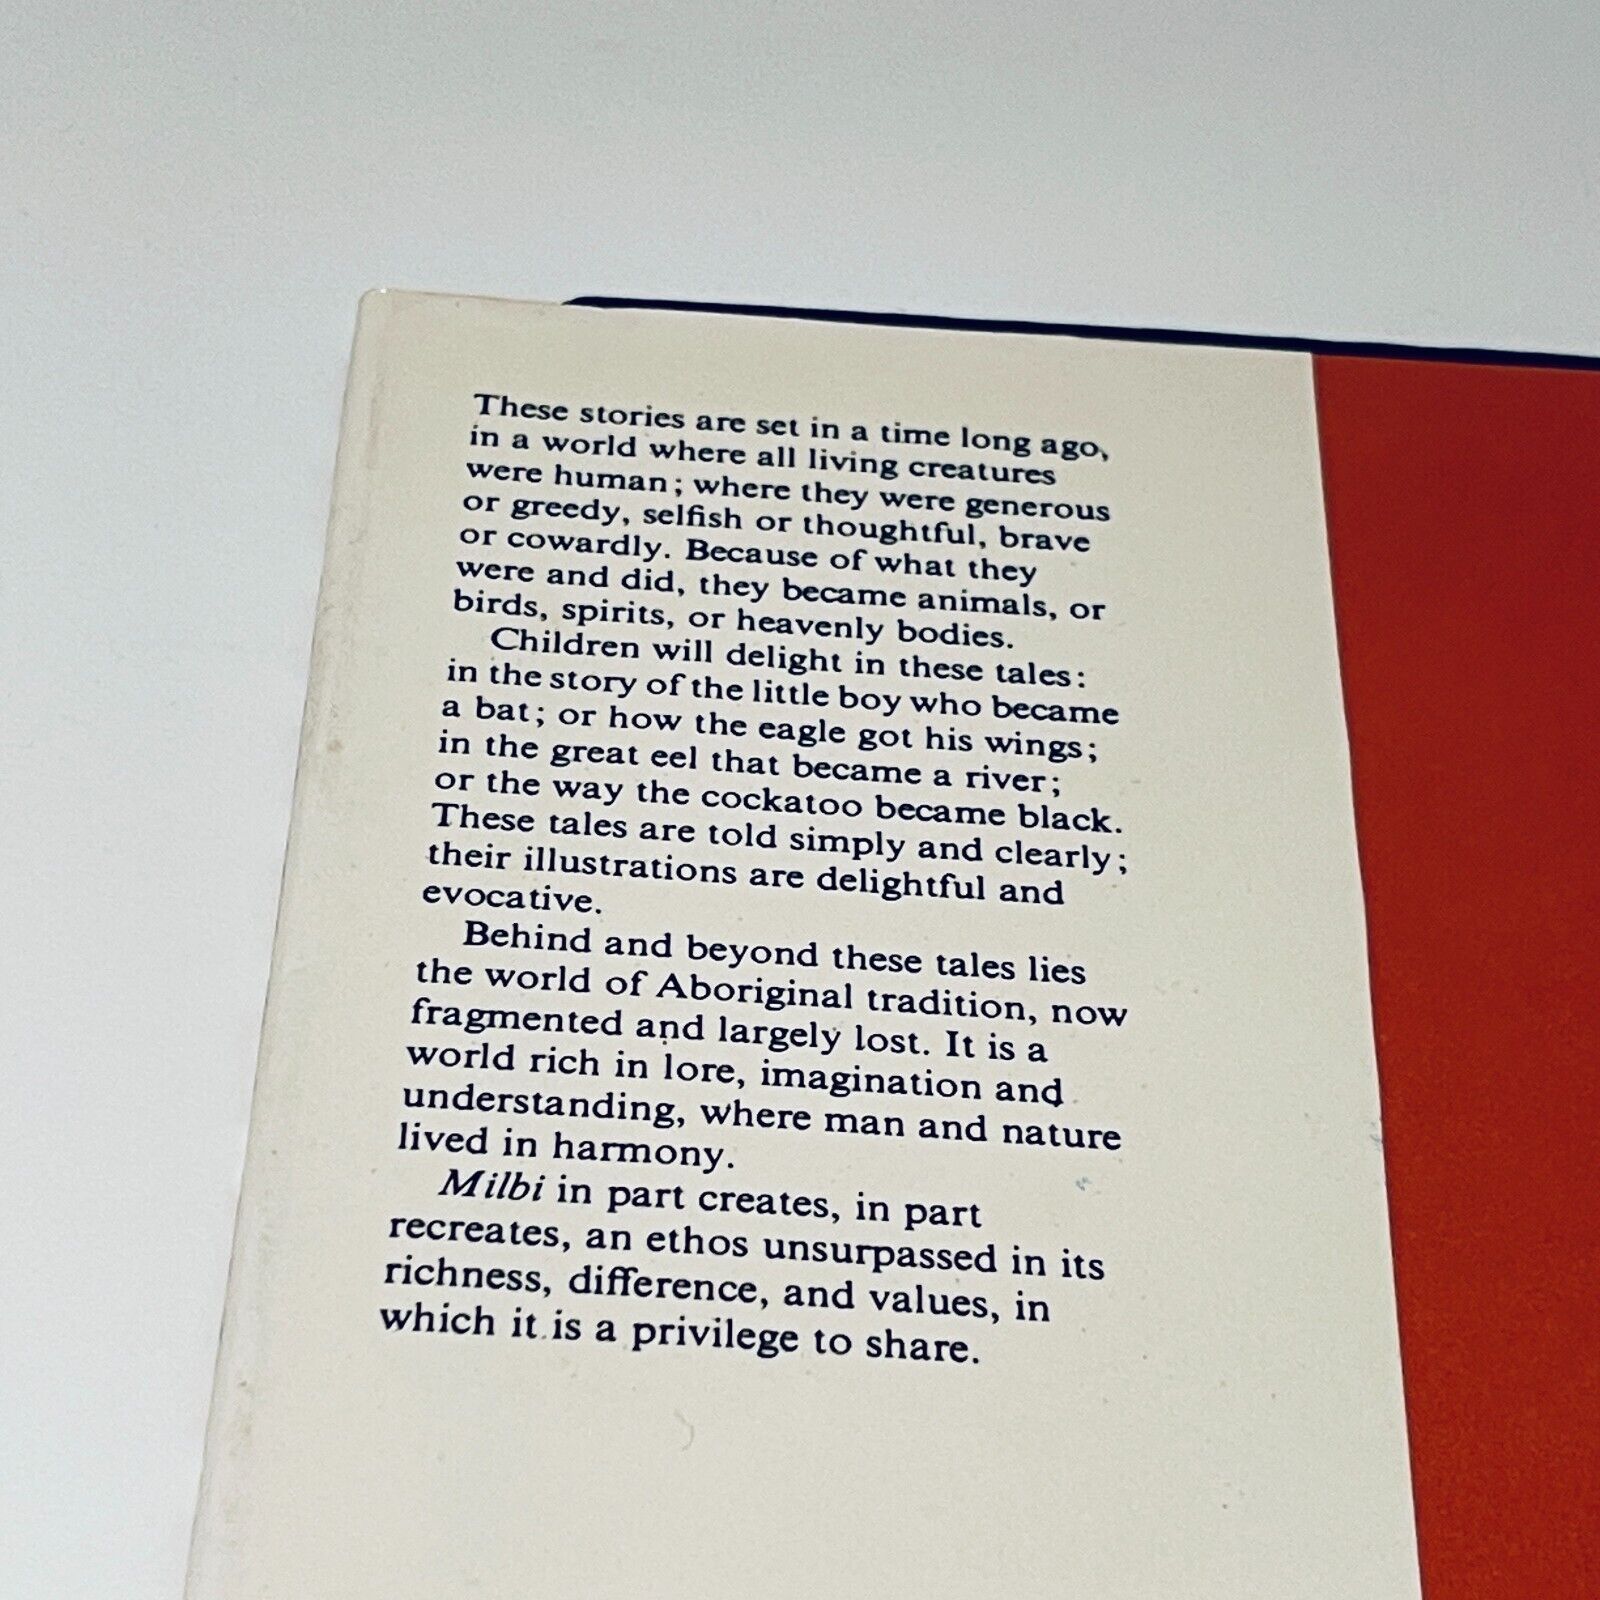 These stories are set in a time long ago,
in a world where all living creatures
were human; where they were generous
or greedy, selfish or thoughtful, brave
or cowardly. Because of what they
were and did, they became animals, or
birds, spirits, or heavenly bodies.
Children will delight in these tales:
in the story of the little boy who became
a bat; or how the eagle got his wings;
in the great eel that became a river;
or the way the cockatoo became black.
These tales are told simply and clearly;
their illustrations are delightful and
evocative.
Behind and beyond these tales lies
the world of Aboriginal tradition, now
fragmented and largely lost. It is a
world rich in lore, imagination and
understanding, where man and nature
lived in harmony.
Milbi in part creates, in part
recreates, an ethos unsurpassed in its
richness, difference, and values, in
which it is a privilege to share.